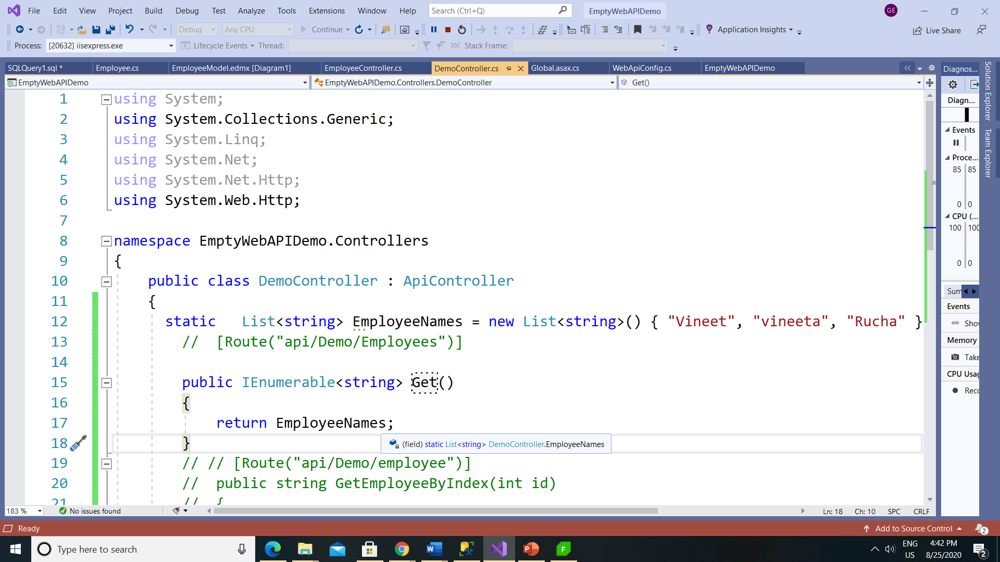 File Edit View Project Build Debug Test Analyze Tools Extensions Window Help Search (Ctrl+Q) EmptyWebAPIDemo GE
Debug Any CPU Continue Application Insights Live Share
Process: [20632] iisexpress.exe Lifecycle Events Thread: Stack Frame:
SQLQuery1.sql * Employee.cs EmployeeModel.edmx [Diagram1] EmployeeController.cs DemoController.cs Global.asax.cs WebApiConfig.cs EmptyWebAPIDemo Diagnos...
EmptyWebAPIDemo EmptyWebAPIDemo.Controllers.DemoController Get()
1 using System;
2 using System.Collections.Generic;
3 using System.Linq;
4 using System.Net;
5 using System.Net.Http;
6 using System.Web.Http;
7
8 namespace EmptyWebAPIDemo.Controllers
9 {
10 public class DemoController : ApiController
11 {
12 static List<string> EmployeeNames = new List<string>() { "Vineet", "vineeta", "Rucha" }
13 // [Route("api/Demo/Employees")]
14
15 public IEnumerable<string> Get()
16 {
17 return EmployeeNames;
18 }
(field) static List<string> DemoController.EmployeeNames
19 // // [Route("api/Demo/employee")]
20 // public string GetEmployeeByIndex(int id)
21 // {
Diagn...
Events
Proce...
85 85
0 0
CPU (...
100 100
0 0
Sum
Events
Sho
Memory
Take
CPU Usag
Reco
Solution Explorer
Team Explorer
183 % No issues found Ln: 18 Ch: 10 SPC CRLF
Ready Add to Source Control 2
Type here to search ENG US 4:42 PM 8/25/2020 2